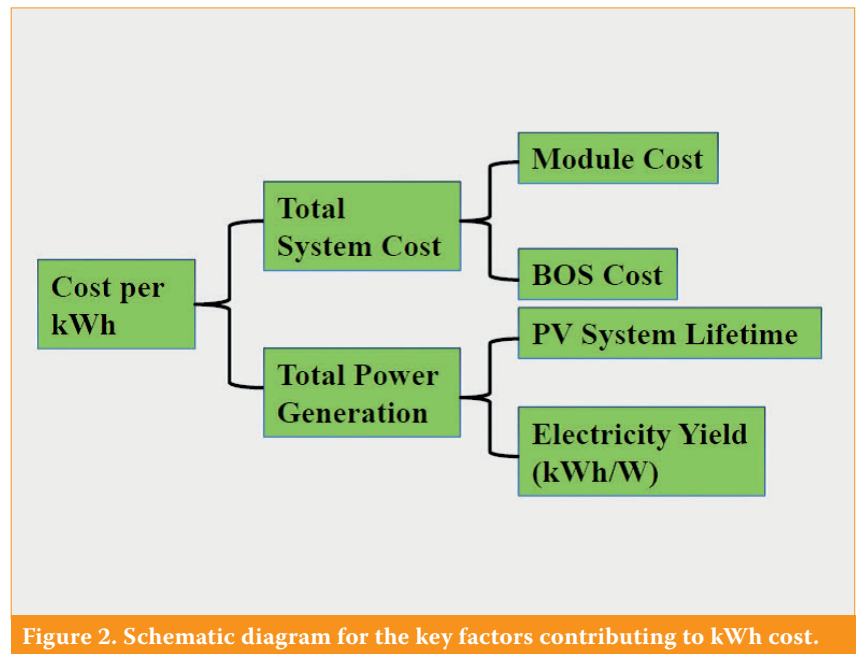 Module Cost
Total
System Cost
BOS Cost
Cost per
kWh
PV System Lifetime
Total Power
Generation
Electricity Yield
(kWh/W)
Figure 2. Schematic diagram for the key factors contributing to kWh cost.